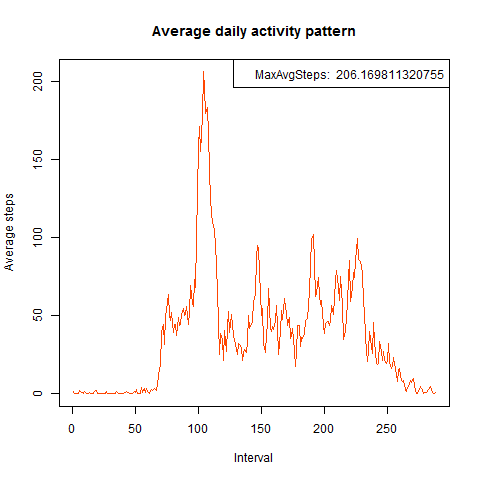 Average daily activity pattern
MaxAvgSteps: 206.169811320755
Average steps
200
150
100
50
0
0 50 100 150 200 250
Interval